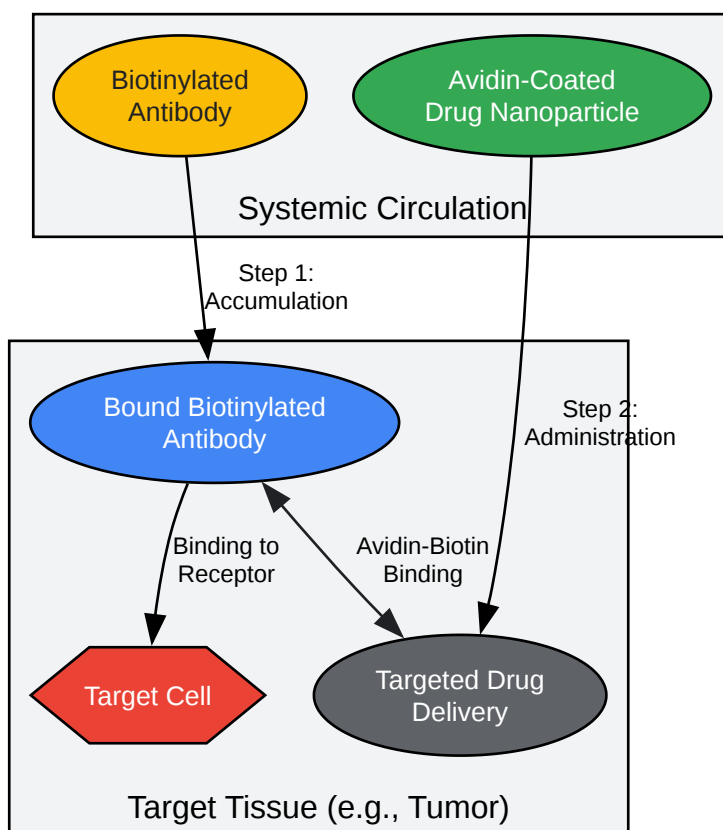 Biotinylated
Antibody
Avidin-Coated
Drug Nanoparticle
Systemic Circulation
Step 1:
Accumulation
Bound Biotinylated
Antibody
Step 2:
Administration
Binding to
Receptor
Avidin-Biotin
Binding
Target Cell
Targeted Drug
Delivery
Target Tissue (e.g., Tumor)